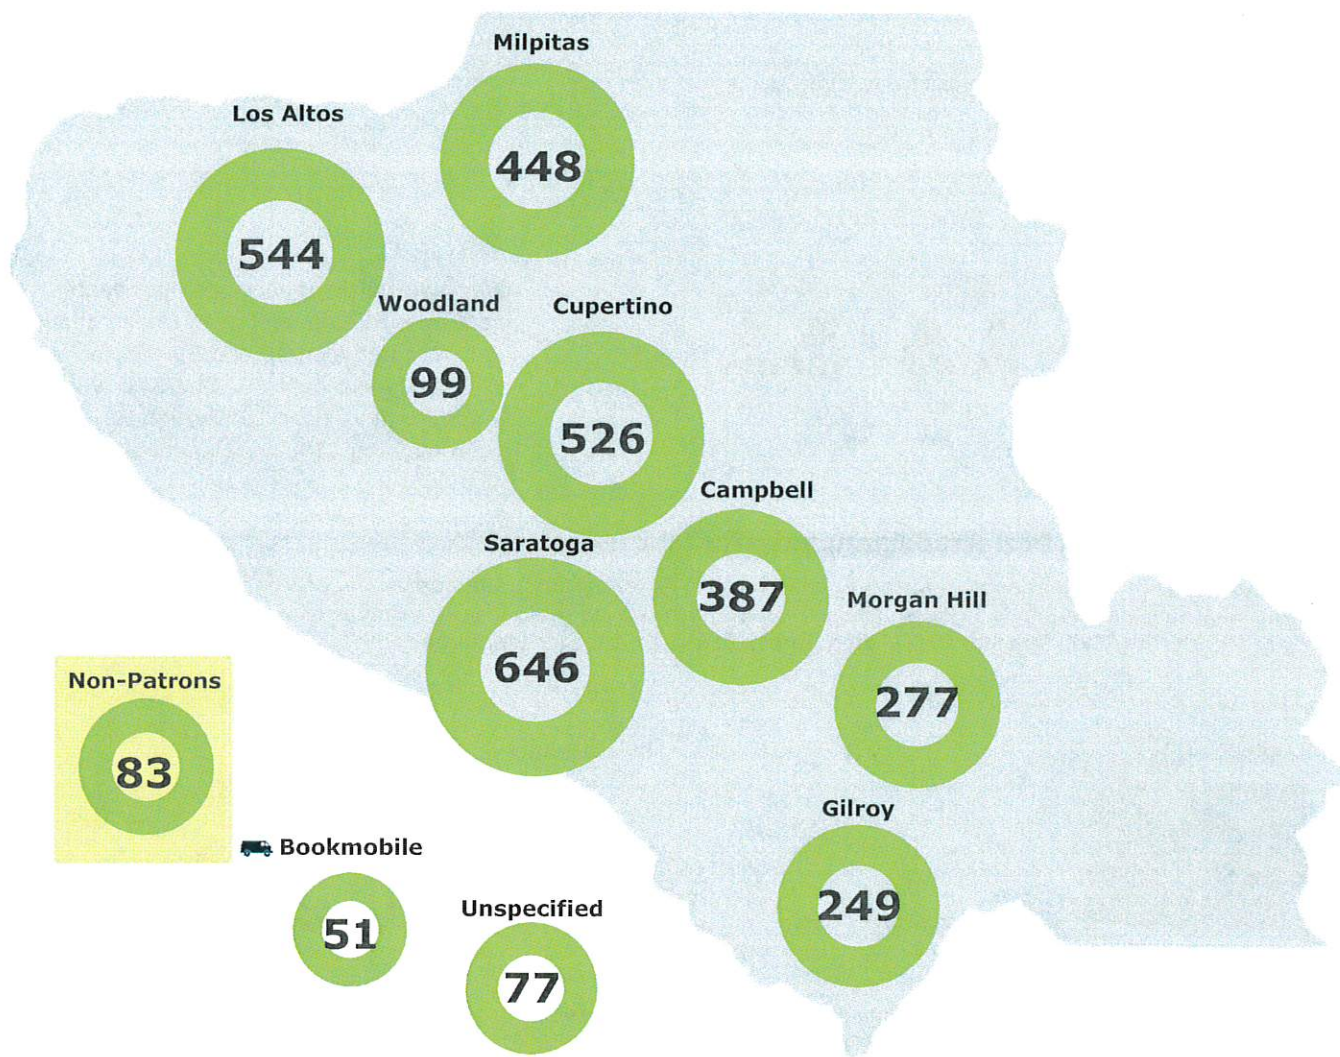 Milpitas
448
Los Altos
544
Woodland
99
Cupertino
526
Campbell
387
Saratoga
646
Morgan Hill
277
Non-Patrons
83
Gilroy
249
Bookmobile
51
Unspecified
77